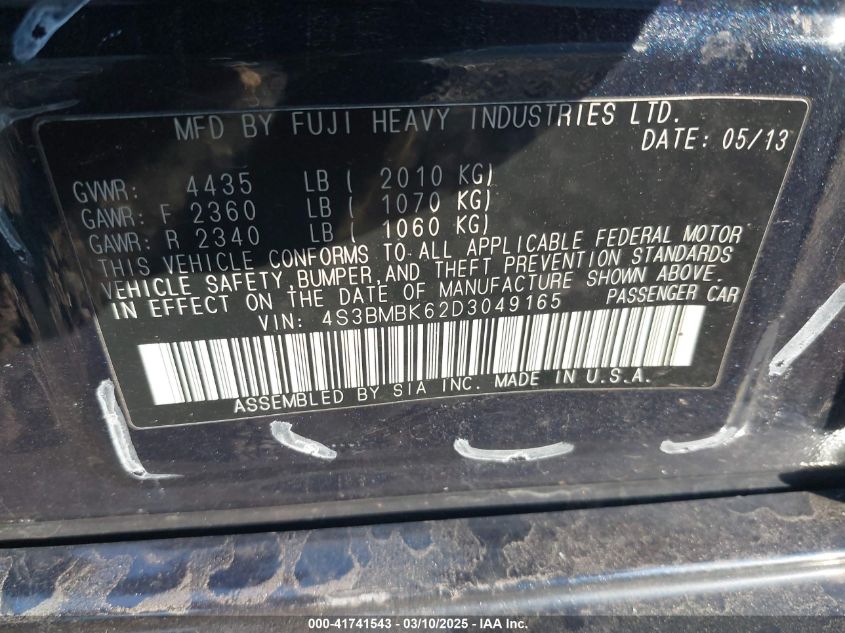 MFD BY FUJI HEAVY INDUSTRIES LTD.
DATE: 05/13
GVWR: 4435 LB ( 2010 KG)
GAWR: F 2360 LB ( 1070 KG)
GAWR: R 2340 LB ( 1060 KG)
THIS VEHICLE CONFORMS TO ALL APPLICABLE FEDERAL MOTOR
VEHICLE SAFETY,BUMPER,AND THEFT PREVENTION STANDARDS
IN EFFECT ON THE DATE OF MANUFACTURE SHOWN ABOVE.
VIN: 4S3BMBK62D3049165 PASSENGER CAR
ASSEMBLED BY SIA INC. MADE IN U.S.A.
000-41741543 - 03/10/2025 - IAA Inc.